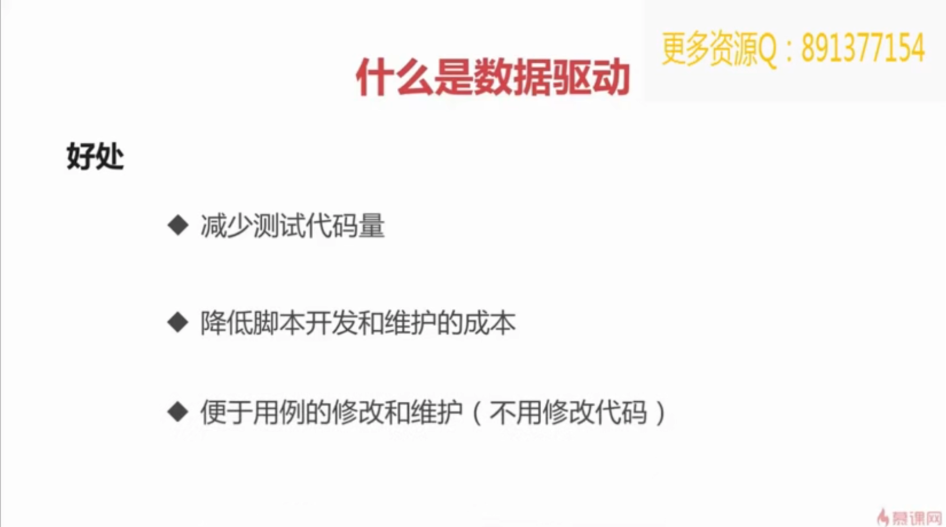 更多资源Q：891377154
什么是数据驱动
好处
◆ 减少测试代码量
◆ 降低脚本开发和维护的成本
◆ 便于用例的修改和维护（不用修改代码）
慕课网